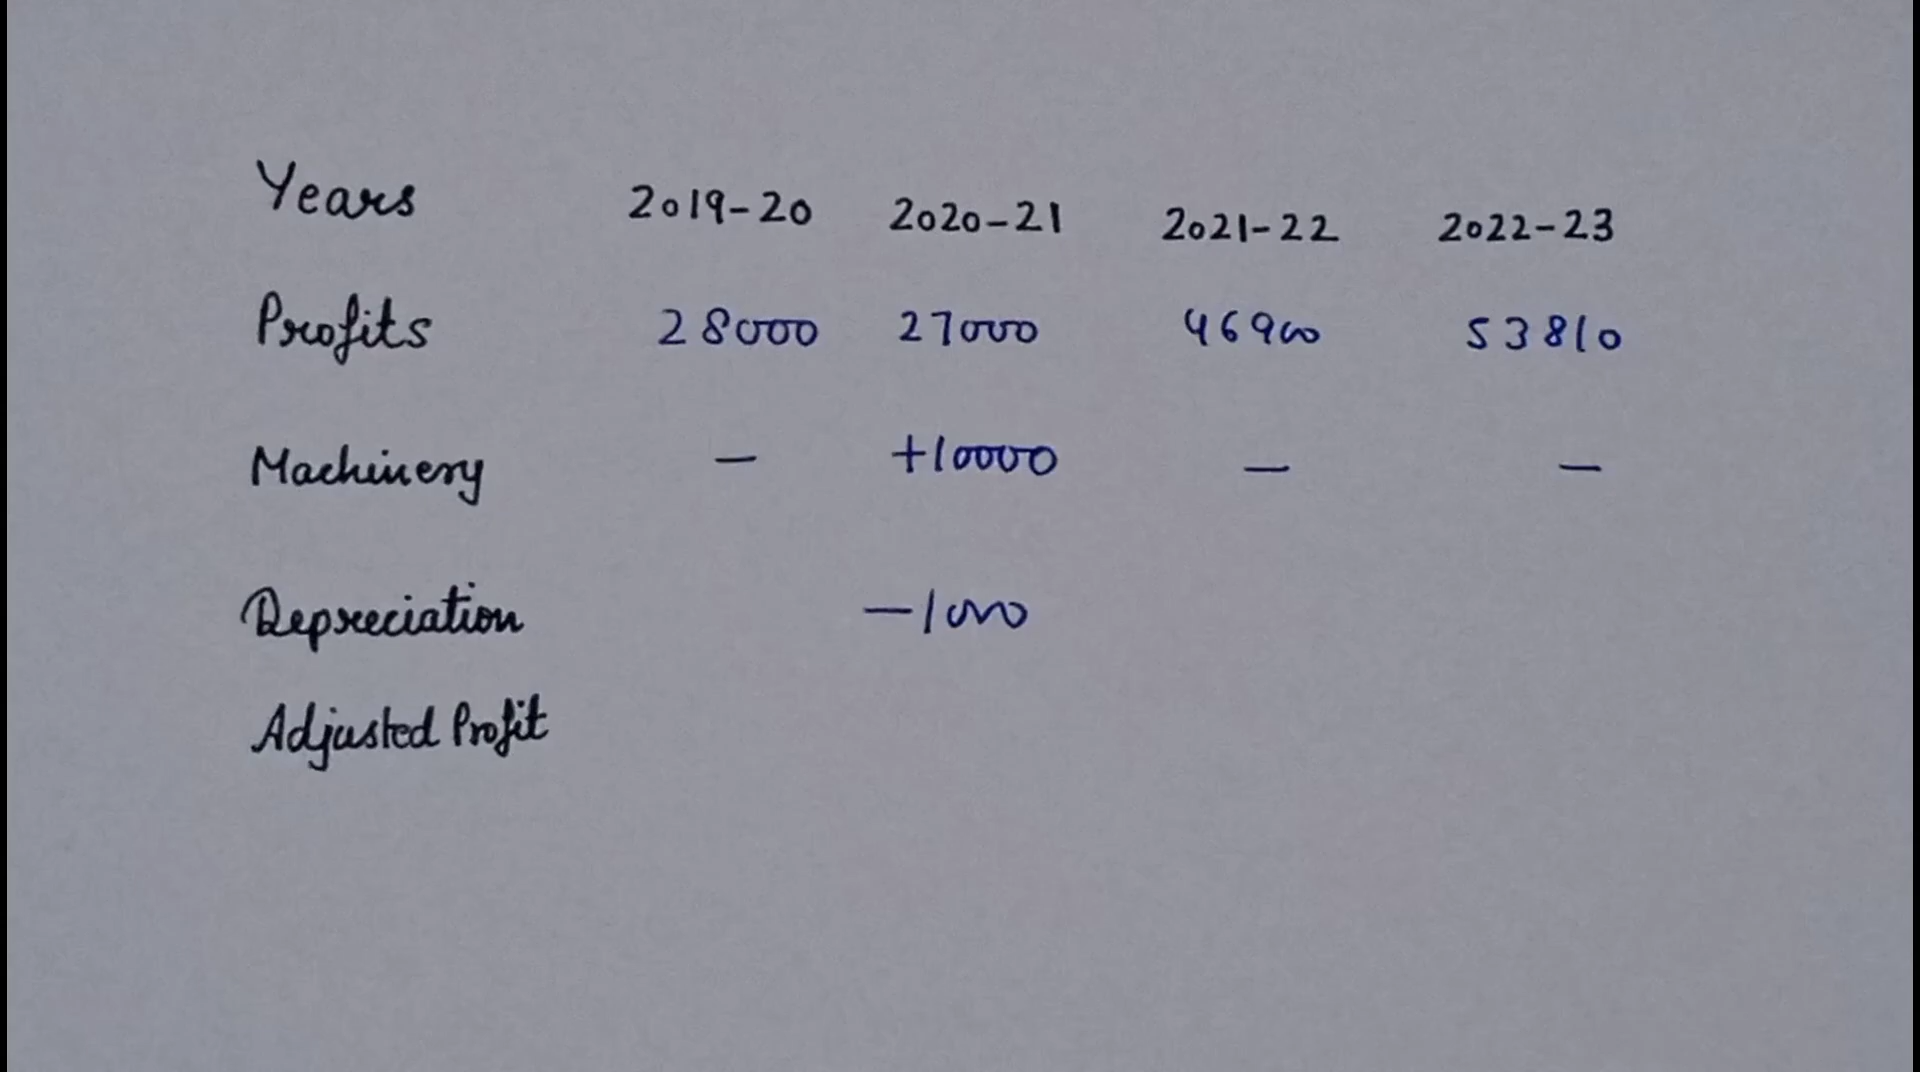 Years 2019-20 2020-21 2021-22 2022-23
Profits 28000 27000 46900 53810
Machinery - +10000 - -
Depreciation -1000
Adjusted Profit